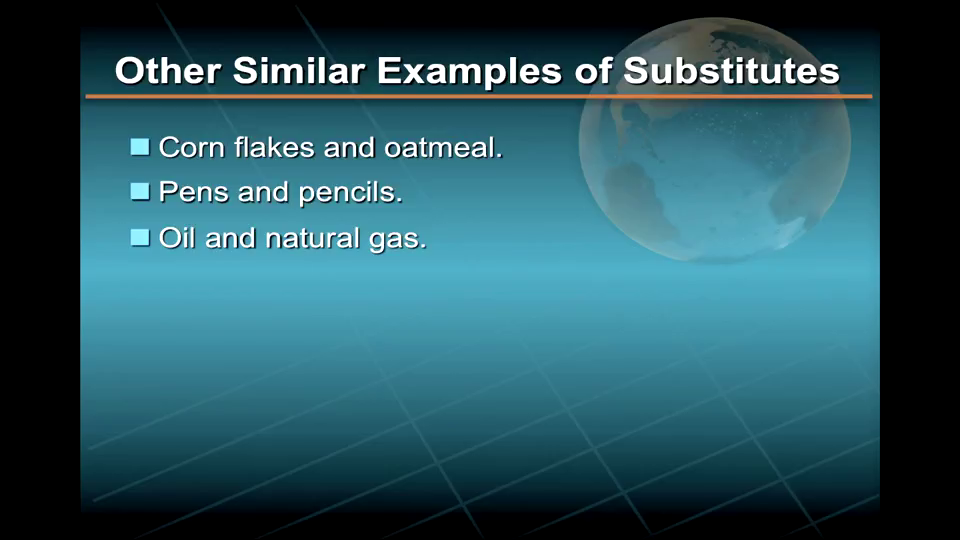 Other Similar Examples of Substitutes
Corn flakes and oatmeal.
Pens and pencils.
Oil and natural gas.